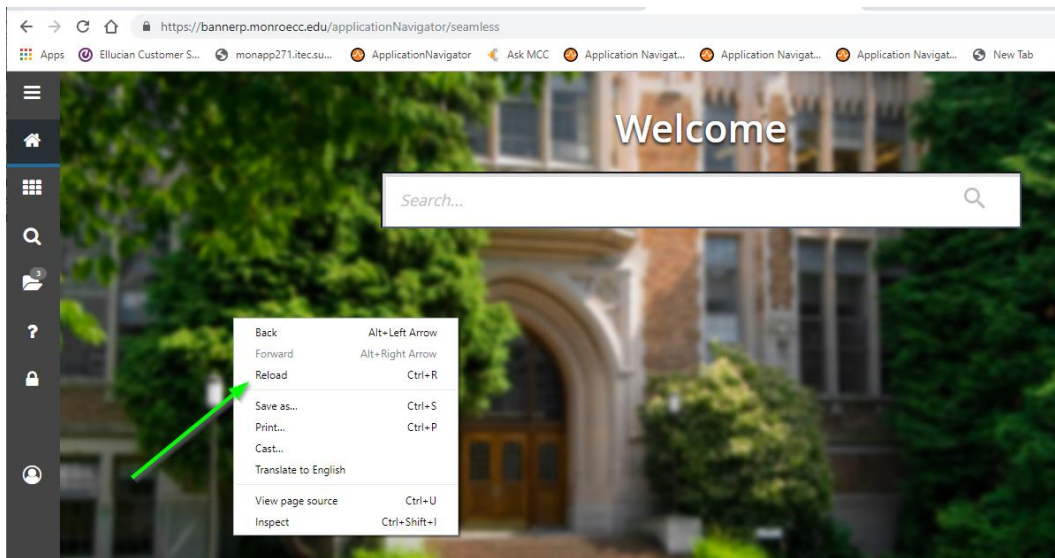 https://bannerp.monroecc.edu/applicationNavigator/seamless
Apps Ellucian Customer S... monapp271.itec.su... ApplicationNavigator Ask MCC Application Navigat... Application Navigat... Application Navigat... New Tab
Welcome
Search...
3
?
Back Alt+Left Arrow
Forward Alt+Right Arrow
Reload Ctrl+R
Save as... Ctrl+S
Print... Ctrl+P
Cast...
Translate to English
View page source Ctrl+U
Inspect Ctrl+Shift+I